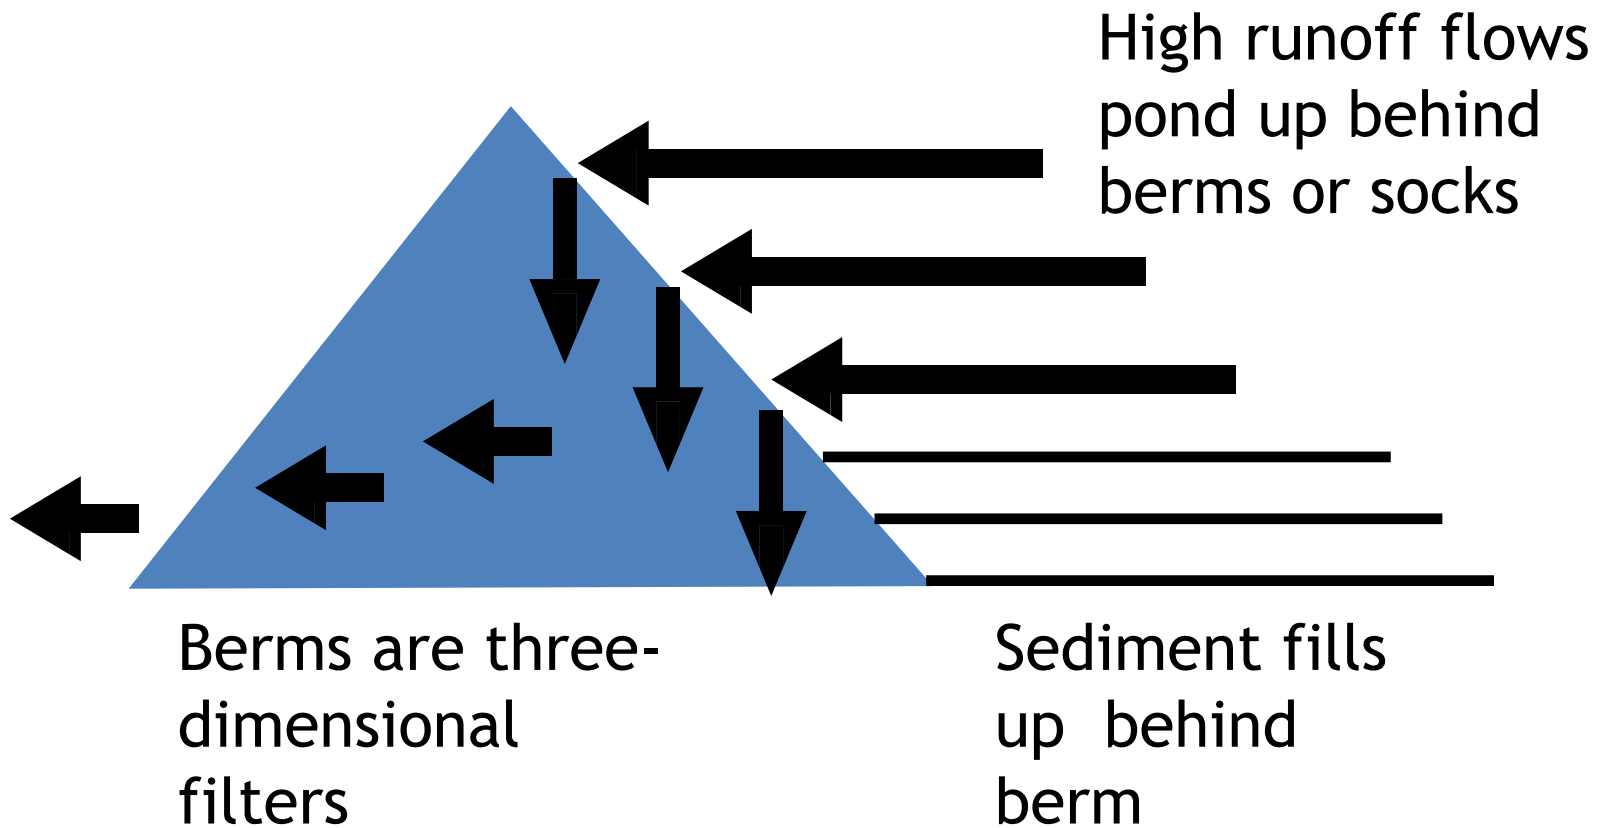 High runoff flows
pond up behind
berms or socks
Berms are three-
dimensional
filters
Sediment fills
up  behind
berm